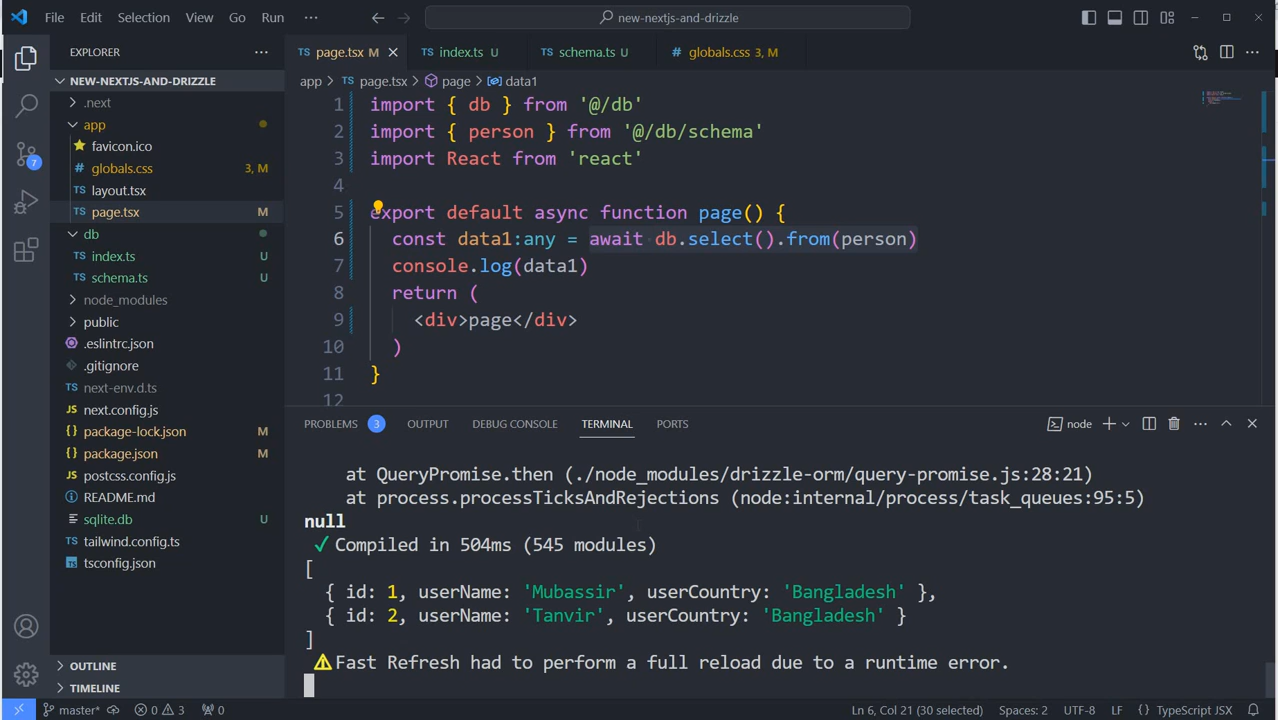 File Edit Selection View Go Run ··· new-nextjs-and-drizzle
EXPLORER ···
NEW-NEXTJS-AND-DRIZZLE
.next
app
favicon.ico
# globals.css 3, M
TS layout.tsx
TS page.tsx M
db
TS index.ts U
TS schema.ts U
node_modules
public
.eslintrc.json
.gitignore
TS next-env.d.ts
JS next.config.js
{} package-lock.json M
{} package.json M
JS postcss.config.js
README.md
sqlite.db U
TS tailwind.config.ts
tsconfig.json
OUTLINE
TIMELINE
7
TS page.tsx M TS index.ts U TS schema.ts U # globals.css 3, M
app > TS page.tsx > page > data1
1 import { db } from '@/db'
2 import { person } from '@/db/schema'
3 import React from 'react'
4
5 export default async function page() {
6 const data1:any = await db.select().from(person)
7 console.log(data1)
8 return (
9 <div>page</div>
10 )
11 }
12
PROBLEMS 3 OUTPUT DEBUG CONSOLE TERMINAL PORTS node
at QueryPromise.then (./node_modules/drizzle-orm/query-promise.js:28:21)
at process.processTicksAndRejections (node:internal/process/task_queues:95:5)
null
✓ Compiled in 504ms (545 modules)
[
{ id: 1, userName: 'Mubassir', userCountry: 'Bangladesh' },
{ id: 2, userName: 'Tanvir', userCountry: 'Bangladesh' }
]
⚠Fast Refresh had to perform a full reload due to a runtime error.
master* 0 3 0 Ln 6, Col 21 (30 selected) Spaces: 2 UTF-8 LF {} TypeScript JSX